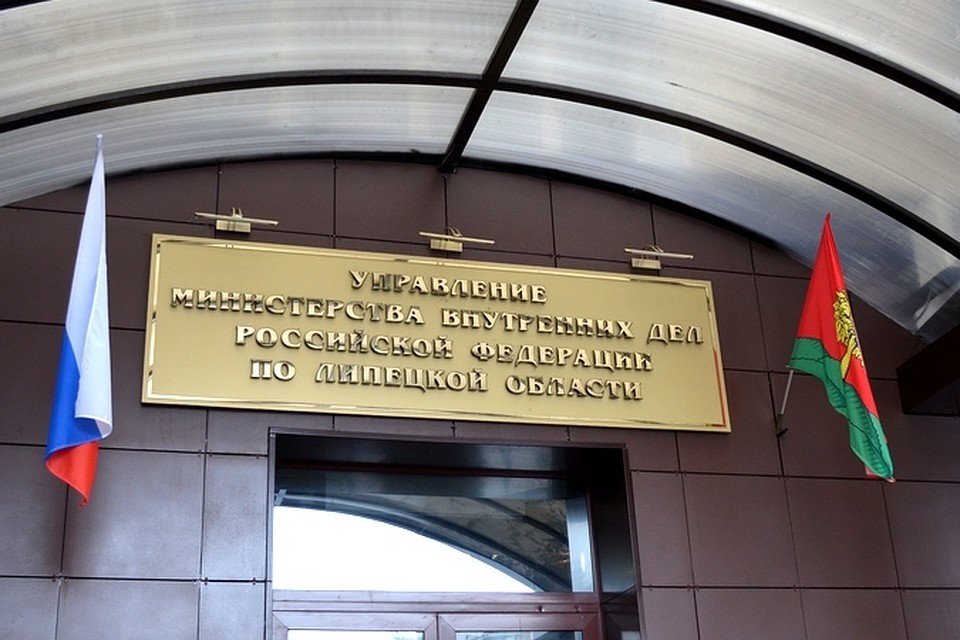 УПРАВЛЕНИЕ
МИНИСТЕРСТВА ВНУТРЕННИХ ДЕЛ
РОССИЙСКОЙ ФЕДЕРАЦИИ
ПО ЛИПЕЦКОЙ ОБЛАСТИ